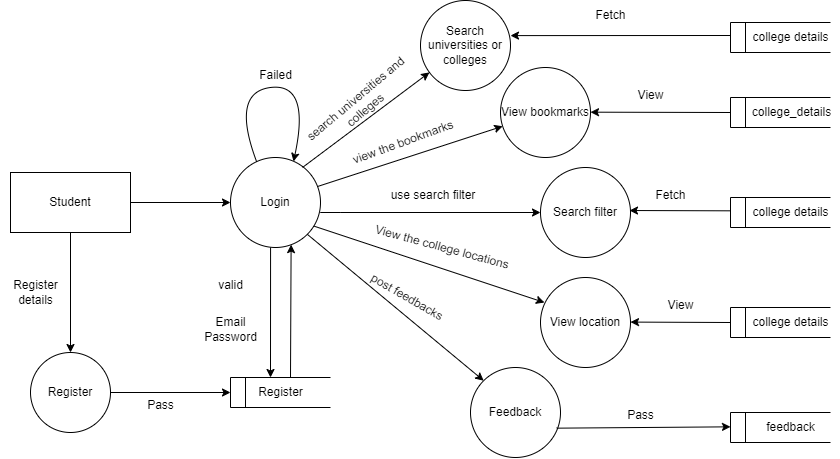 Fetch
Search
universities or
colleges
college details
Failed
search universities and
colleges
View
View bookmarks
college_details
view the bookmarks
Student
Login
use search filter
Search filter
Fetch
college details
View the college locations
Register
details
valid
post feedbacks
View
View location
college details
Email
Password
Register
Pass
Register
Feedback
Pass
feedback